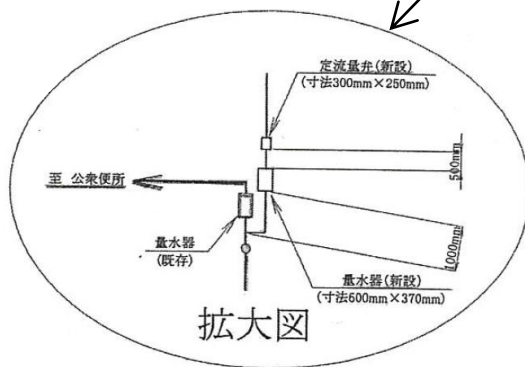 定流量弁(新設)
(寸法300mm×250mm)
至 公衆便所
500mm
量水器
(既存)
1000mm
量水器(新設)
(寸法600mm×370mm)
拡大図